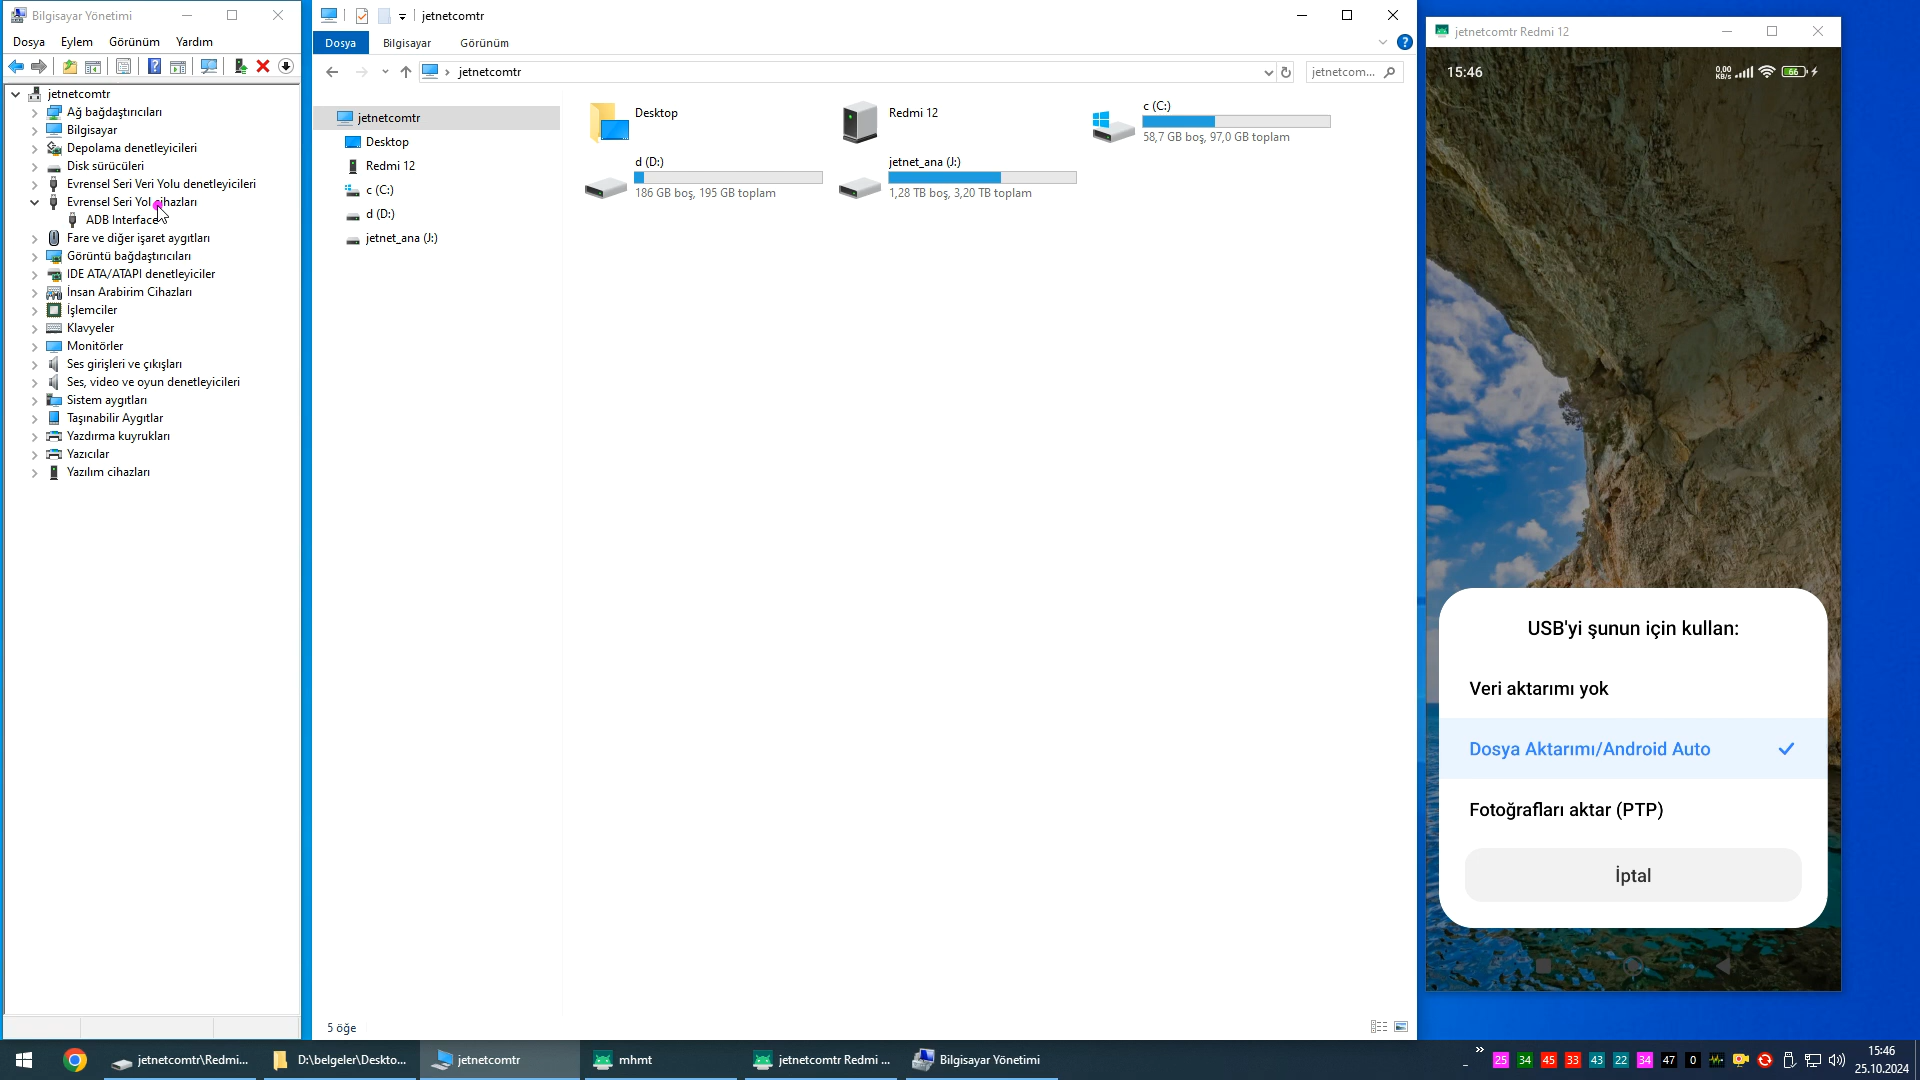 Bilgisayar Yönetimi
Dosya Eylem Görünüm Yardım
jetnetcomtr
Ağ bağdaştırıcıları
Bilgisayar
Depolama denetleyicileri
Disk sürücüleri
Evrensel Seri Veri Yolu denetleyicileri
Evrensel Seri Yol cihazları
ADB Interface
Fare ve diğer işaret aygıtları
Görüntü bağdaştırıcıları
IDE ATA/ATAPI denetleyiciler
İnsan Arabirim Cihazları
İşlemciler
Klavyeler
Monitörler
Ses girişleri ve çıkışları
Ses, video ve oyun denetleyicileri
Sistem aygıtları
Taşınabilir Aygıtlar
Yazdırma kuyrukları
Yazıcılar
Yazılım cihazları
jetnetcomtr
Dosya Bilgisayar Görünüm
jetnetcomtr
jetnetcom...
jetnetcomtr
Desktop
Redmi 12
c (C:)
d (D:)
jetnet_ana (J:)
Desktop
Redmi 12
c (C:)
58,7 GB boş, 97,0 GB toplam
d (D:)
186 GB boş, 195 GB toplam
jetnet_ana (J:)
1,28 TB boş, 3,20 TB toplam
5 öğe
jetnetcomtr Redmi 12
15:46
0,00
KB/s
66
USB'yi şunun için kullan:
Veri aktarımı yok
Dosya Aktarımı/Android Auto
Fotoğrafları aktar (PTP)
İptal
jetnetcomtr\Redmi...
D:\belgeler\Deskto...
jetnetcomtr
mhmt
jetnetcomtr Redmi ...
Bilgisayar Yönetimi
25 34 45 33 43 22 34 47 0
15:46
25.10.2024